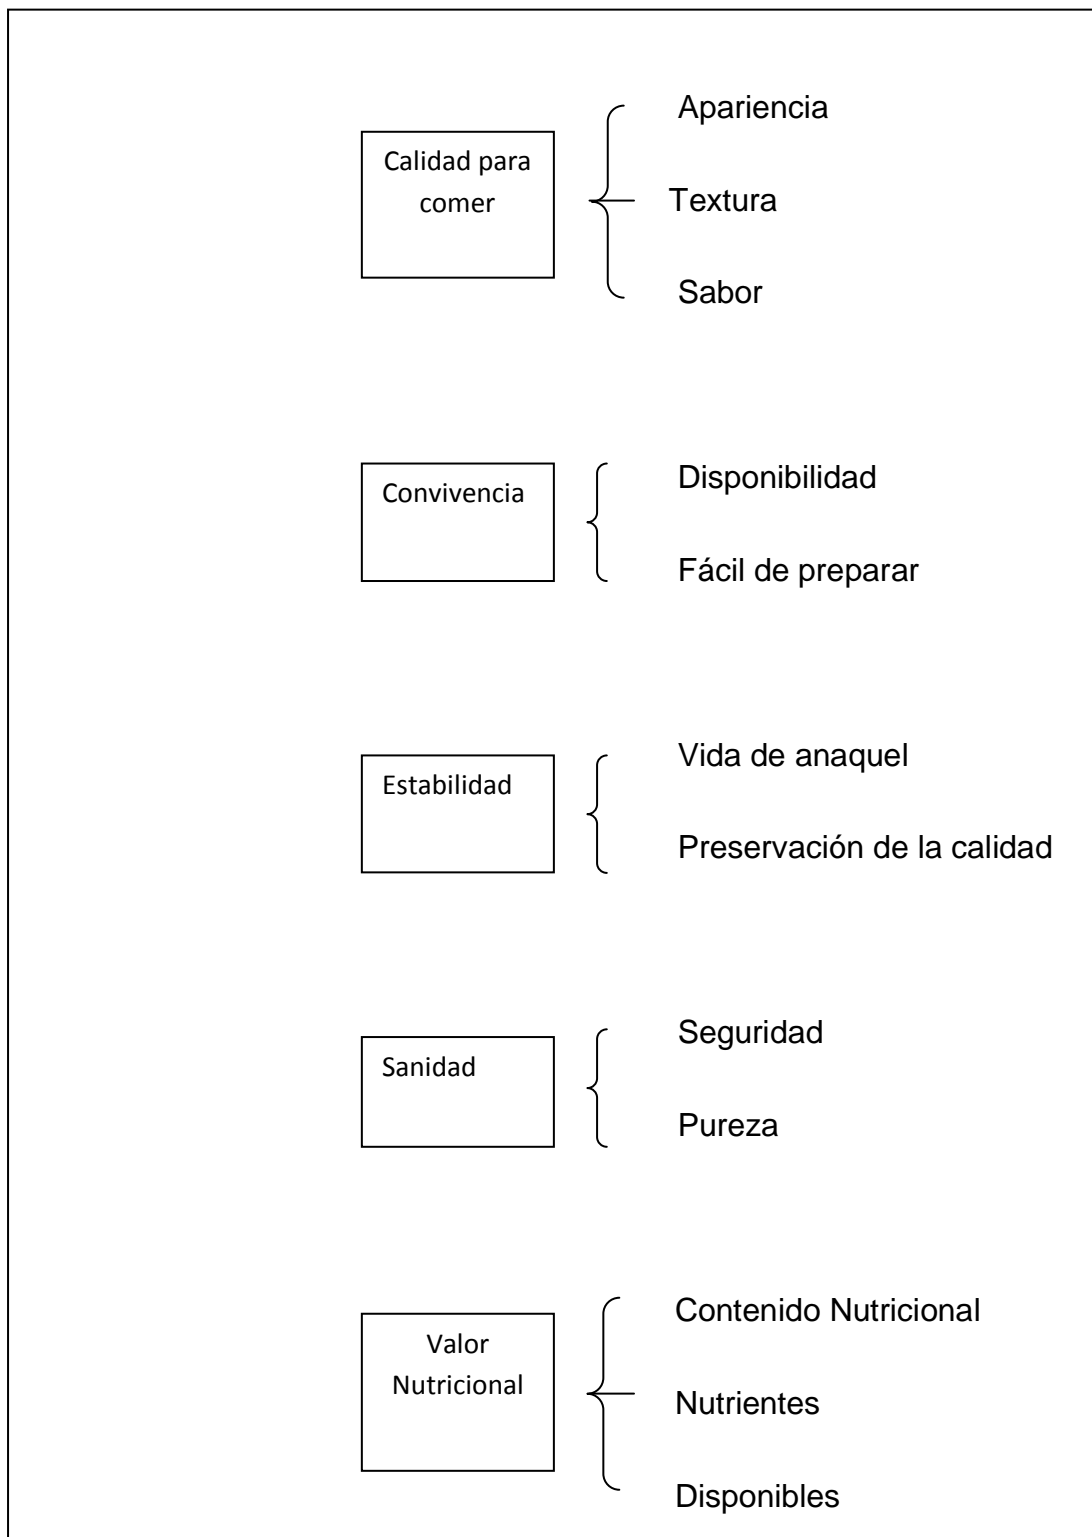 Apariencia
Calidad para
comer
Textura
Sabor
Convivencia
Disponibilidad
Fácil de preparar
Estabilidad
Vida de anaquel
Preservación de la calidad
Sanidad
Seguridad
Pureza
Valor
Nutricional
Contenido Nutricional
Nutrientes
Disponibles